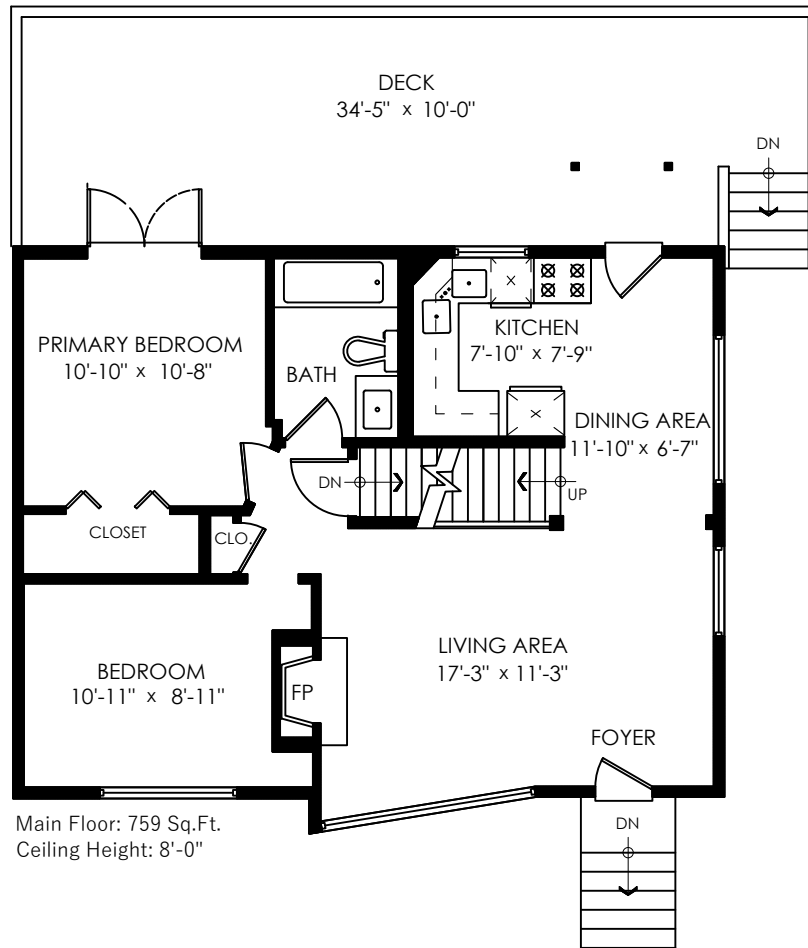 DECK
34'-5" x 10'-0"
DN
PRIMARY BEDROOM
10'-10" x 10'-8"
BATH
KITCHEN
7'-10" x 7'-9"
x
x
DINING AREA
11'-10" x 6'-7"
DN
UP
CLOSET
CLO.
BEDROOM
10'-11" x 8'-11"
FP
LIVING AREA
17'-3" x 11'-3"
FOYER
DN
Main Floor: 759 Sq.Ft.
Ceiling Height: 8'-0"